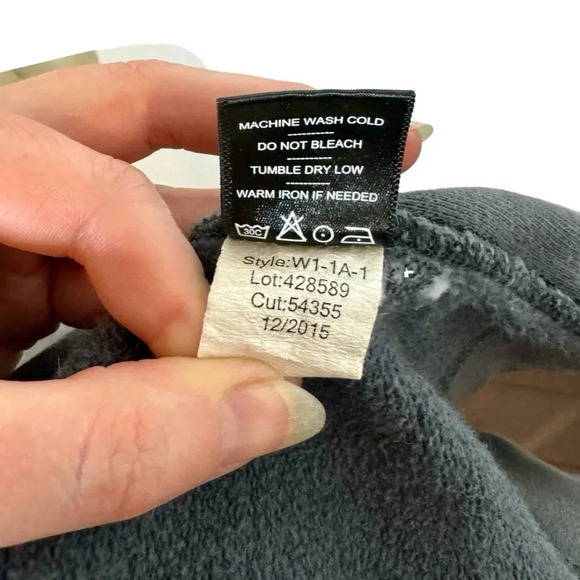 MACHINE WASH COLD
DO NOT BLEACH
TUMBLE DRY LOW
WARM IRON IF NEEDED
30C
Style:W1-1A-1
Lot:428589
Cut:54355
12/2015